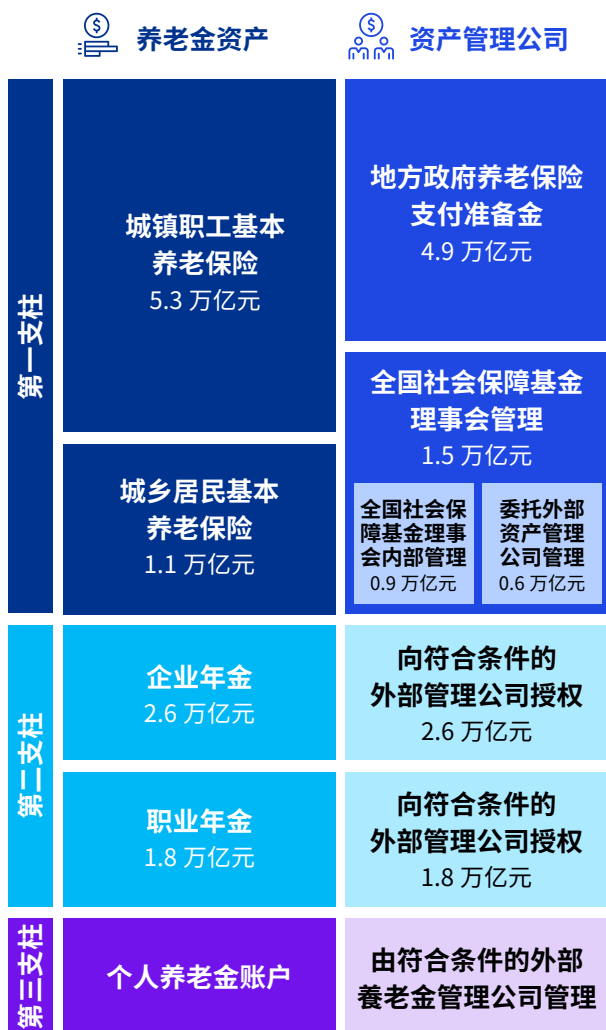 养老金资产
资产管理公司
第一支柱
城镇职工基本
养老保险
5.3 万亿元
地方政府养老保险
支付准备金
4.9 万亿元
城乡居民基本
养老保险
1.1 万亿元
全国社会保障基金
理事会管理
1.5 万亿元
全国社会保
障基金理事
会内部管理
0.9 万亿元
委托外部
资产管理
公司管理
0.6 万亿元
第二支柱
企业年金
2.6 万亿元
向符合条件的
外部管理公司授权
2.6 万亿元
职业年金
1.8 万亿元
向符合条件的
外部管理公司授权
1.8 万亿元
第三支柱
个人养老金账户
由符合条件的外部
養老金管理公司管理